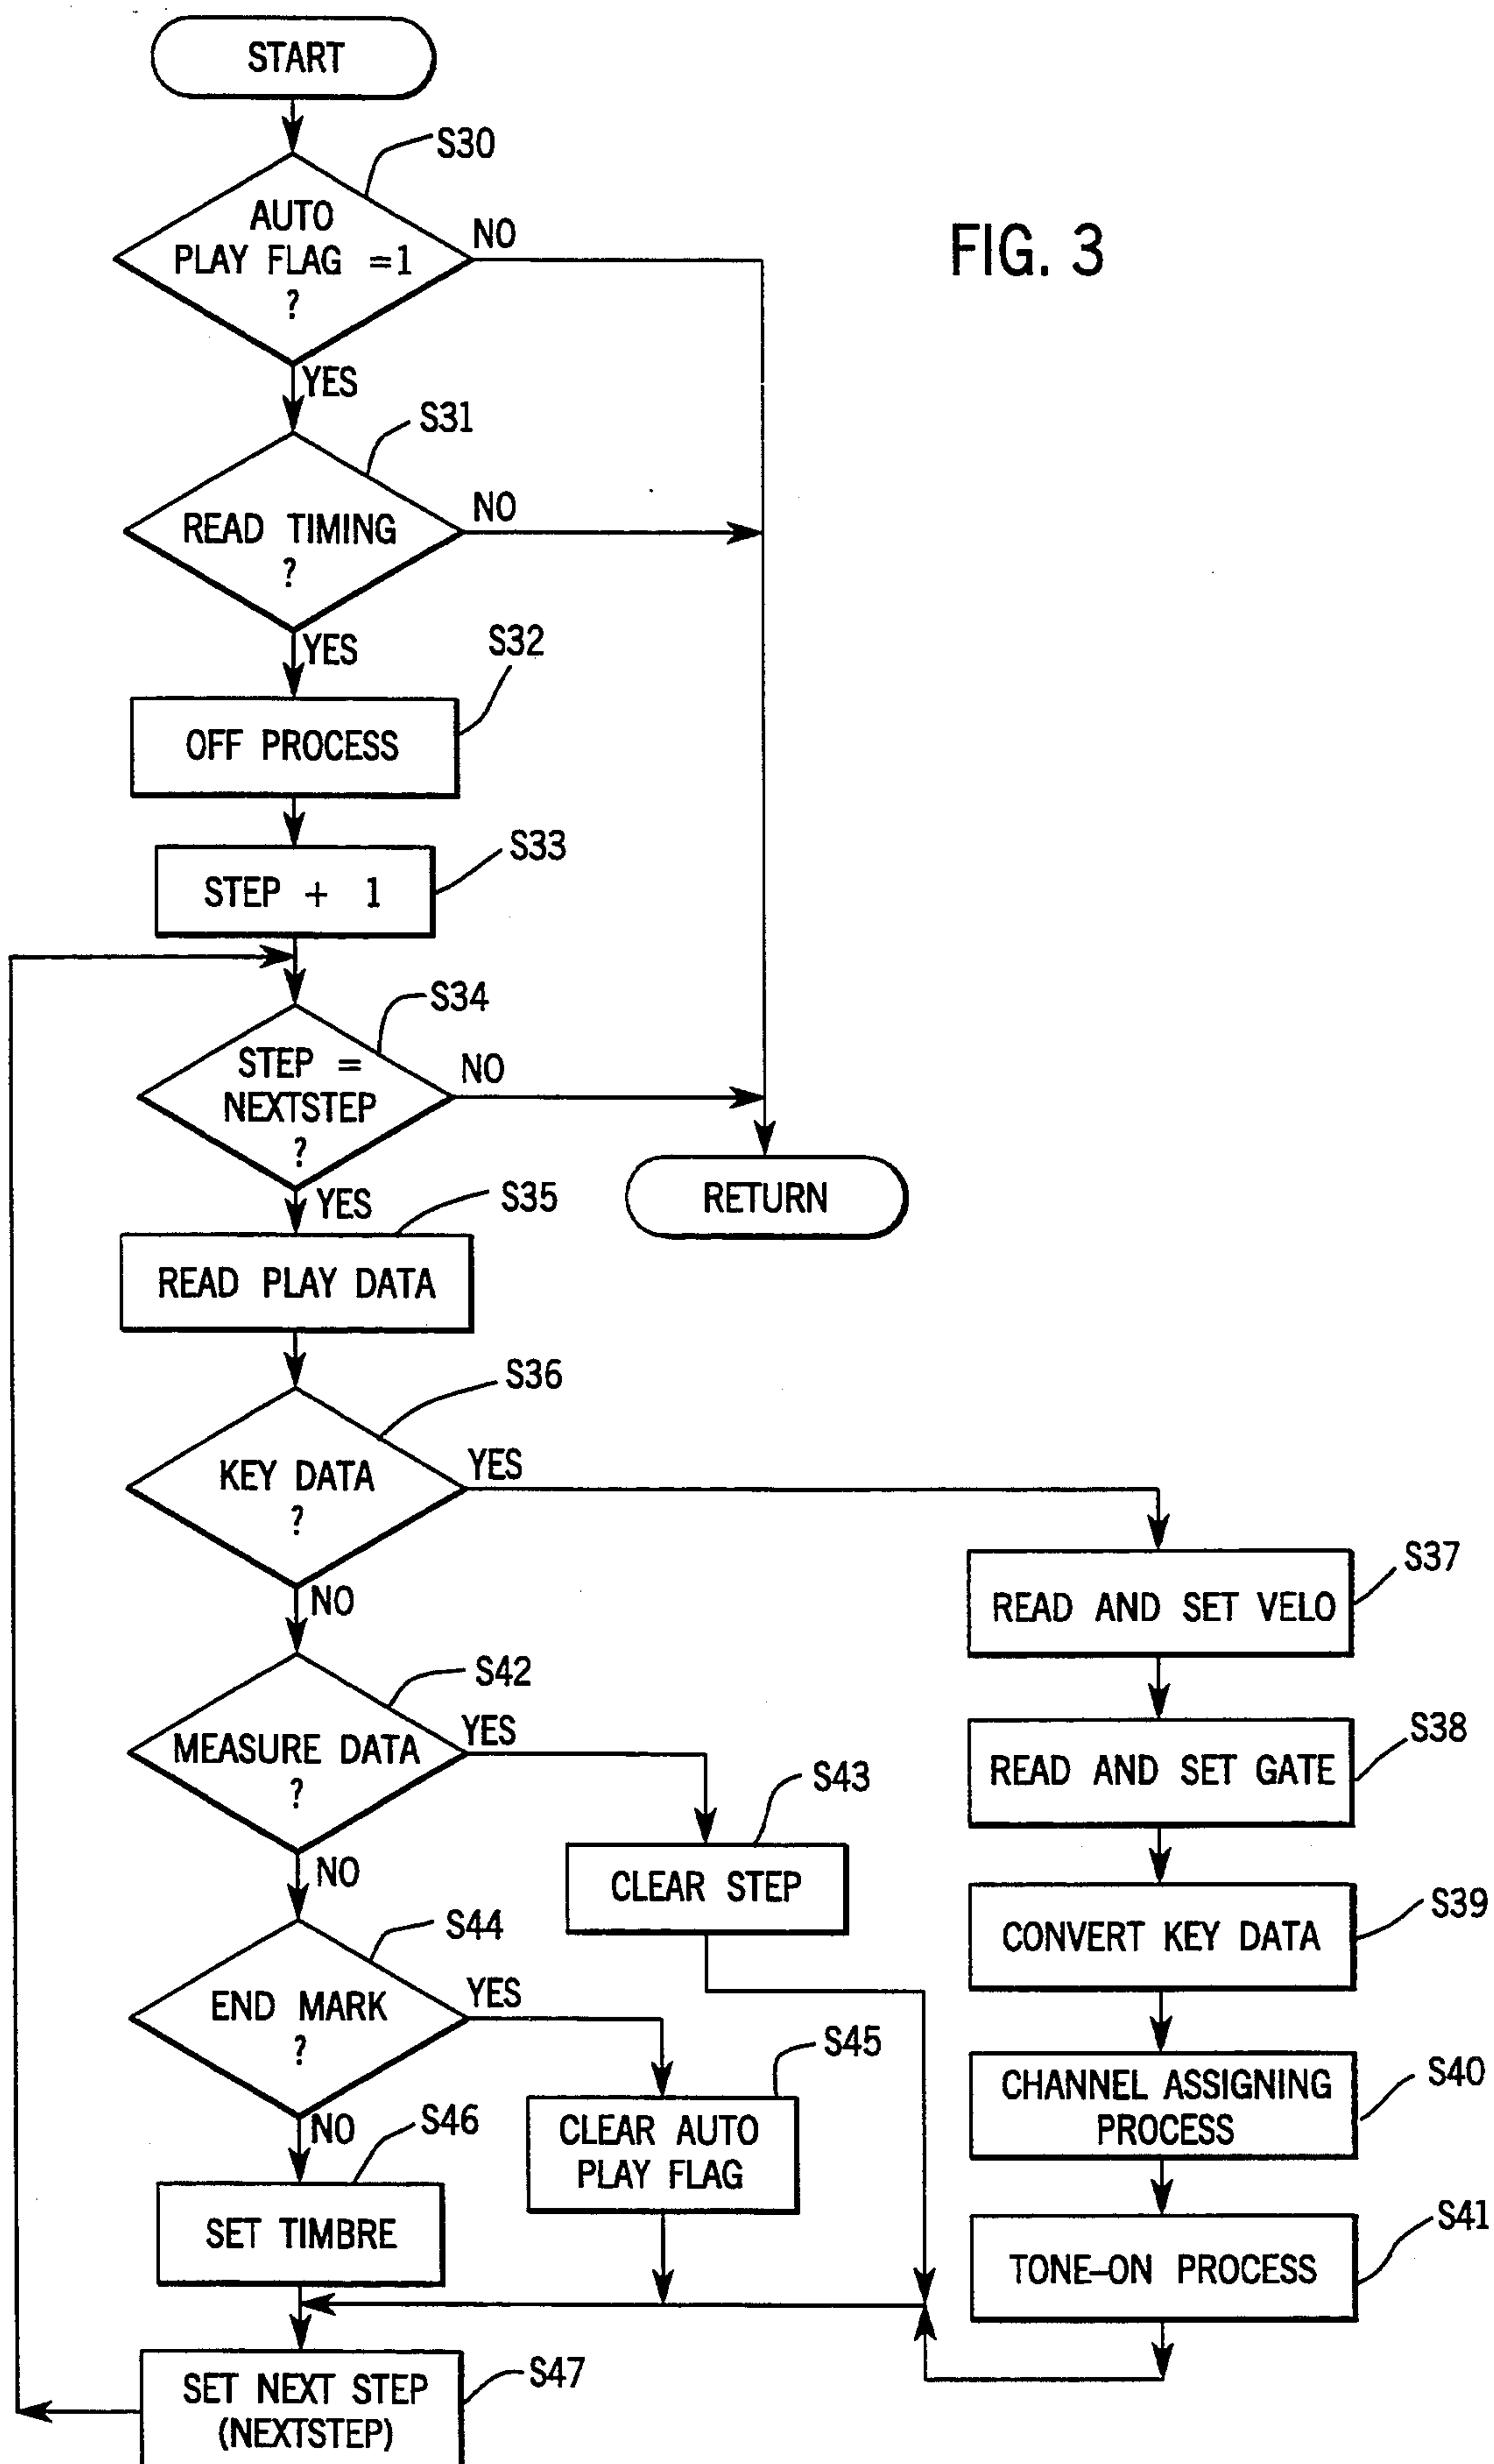 START
S30
AUTO
PLAY FLAG =1
?
NO
FIG. 3
YES
S31
READ TIMING
?
NO
YES
S32
OFF PROCESS
S33
STEP + 1
S34
STEP =
NEXTSTEP
?
NO
RETURN
YES
S35
READ PLAY DATA
S36
KEY DATA
?
YES
S37
READ AND SET VELO
NO
S42
MEASURE DATA
?
YES
S38
READ AND SET GATE
S43
CLEAR STEP
NO
S39
CONVERT KEY DATA
S44
END MARK
?
YES
S45
CLEAR AUTO
PLAY FLAG
S40
CHANNEL ASSIGNING
PROCESS
NO
S46
SET TIMBRE
S41
TONE-ON PROCESS
S47
SET NEXT STEP
(NEXTSTEP)